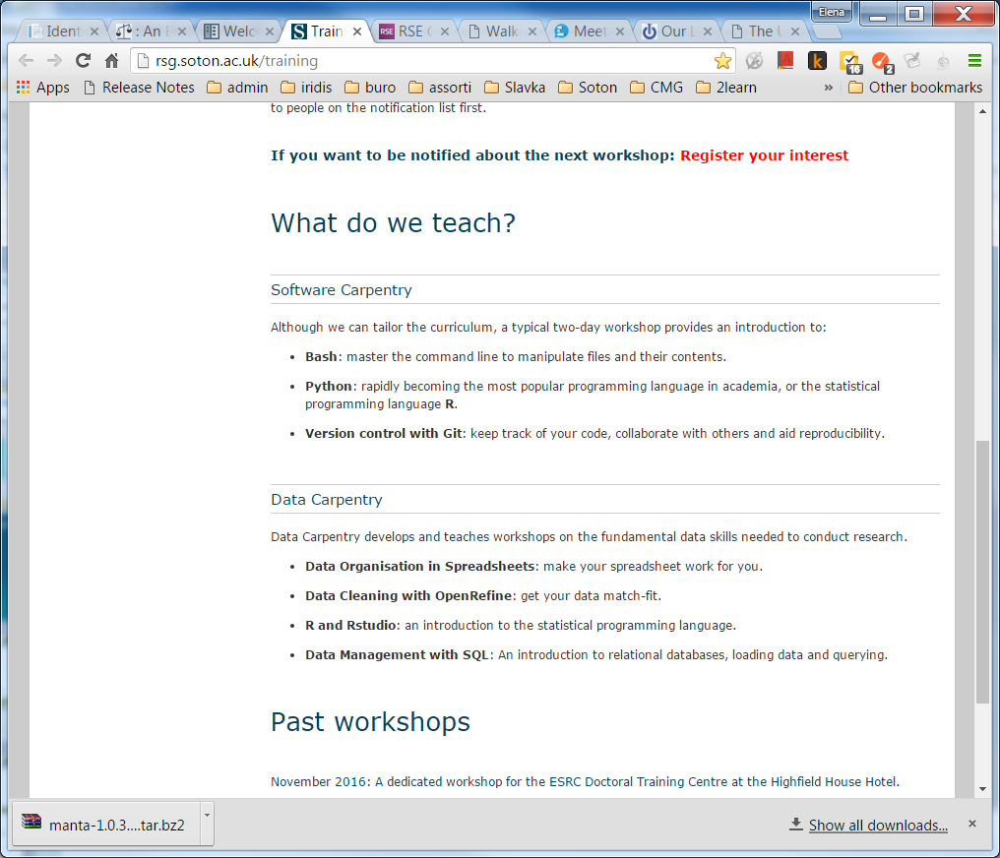 Elena
Ident
: An
Welc
Train
RSE
RSE
Walk
Meet
Our
The
rsg.soton.ac.uk/training
16
2
Apps Release Notes admin iridis buro assorti Slavka Soton CMG 2learn » Other bookmarks
to people on the notification list first.
If you want to be notified about the next workshop: Register your interest
What do we teach?
Software Carpentry
Although we can tailor the curriculum, a typical two-day workshop provides an introduction to:
• Bash: master the command line to manipulate files and their contents.
• Python: rapidly becoming the most popular programming language in academia, or the statistical
programming language R.
• Version control with Git: keep track of your code, collaborate with others and aid reproducibility.
Data Carpentry
Data Carpentry develops and teaches workshops on the fundamental data skills needed to conduct research.
• Data Organisation in Spreadsheets: make your spreadsheet work for you.
• Data Cleaning with OpenRefine: get your data match-fit.
• R and Rstudio: an introduction to the statistical programming language.
• Data Management with SQL: An introduction to relational databases, loading data and querying.
Past workshops
November 2016: A dedicated workshop for the ESRC Doctoral Training Centre at the Highfield House Hotel.
manta-1.0.3....tar.bz2
Show all downloads...